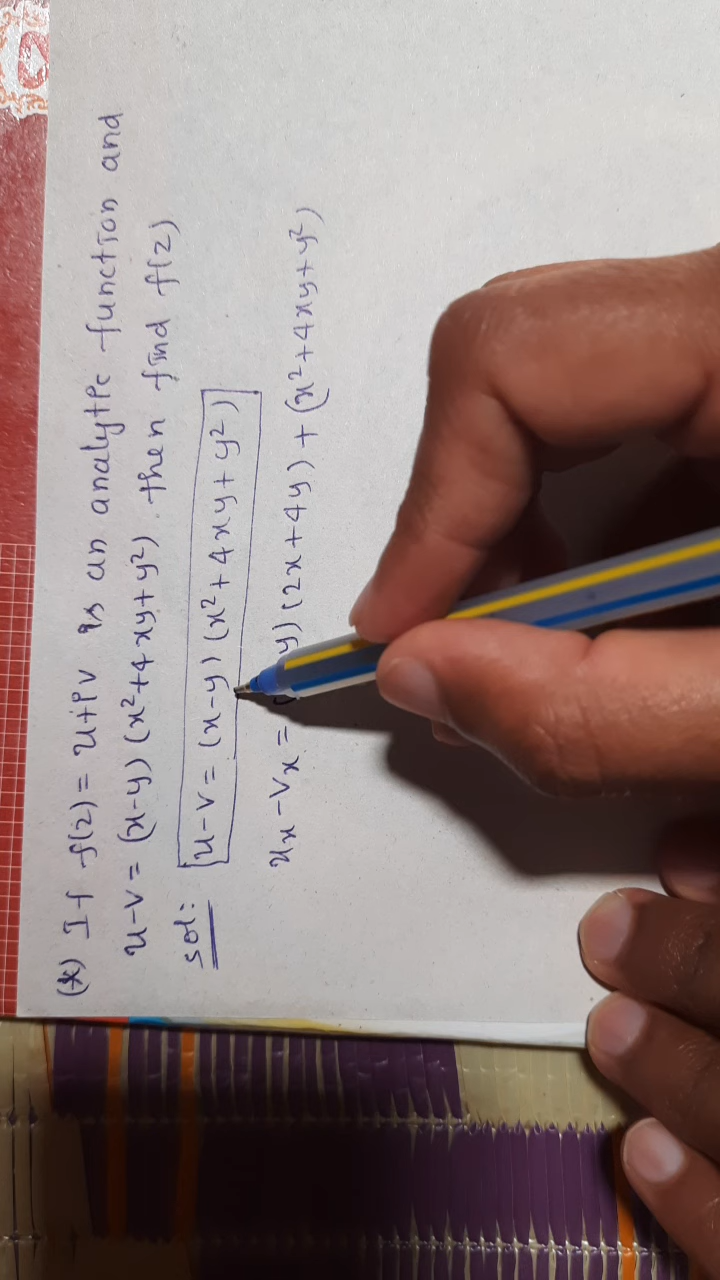 (*) If f(z) = u+iv is an analytic function and
u-v = (x-y) (x²+4xy+y²) . then find f(z)
sol: u-v = (x-y) (x²+4xy+y²)
uₓ-vₓ = y) (2x+4y) + (x²+4xy+y²)